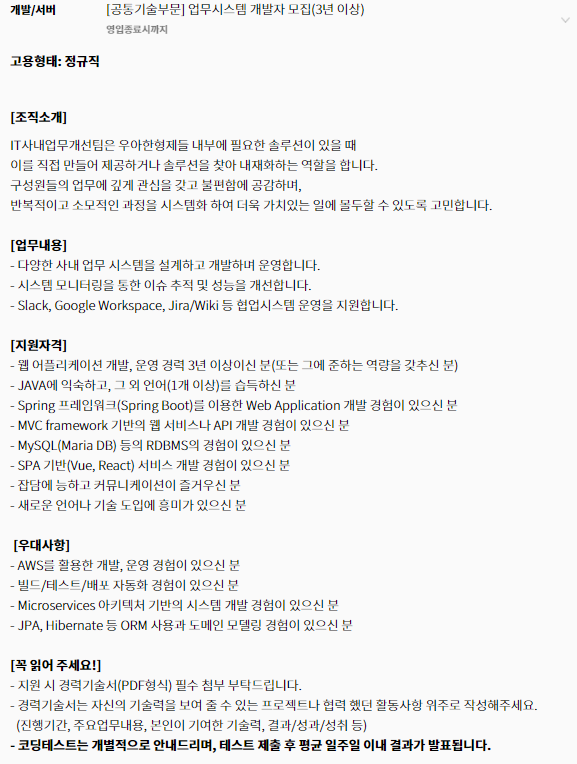 개발/서버
[공통기술부문] 업무시스템 개발자 모집(3년 이상)
영업종료시까지
고용형태: 정규직
[조직소개]
IT사내업무개선팀은 우아한형제들 내부에 필요한 솔루션이 있을 때
이를 직접 만들어 제공하거나 솔루션을 찾아 내재화하는 역할을 합니다.
구성원들의 업무에 깊게 관심을 갖고 불편함에 공감하며,
반복적이고 소모적인 과정을 시스템화 하여 더욱 가치있는 일에 몰두할 수 있도록 고민합니다.
[업무내용]
- 다양한 사내 업무 시스템을 설계하고 개발하며 운영합니다.
- 시스템 모니터링을 통한 이슈 추적 및 성능을 개선합니다.
- Slack, Google Workspace, Jira/Wiki 등 협업시스템 운영을 지원합니다.
[지원자격]
- 웹 어플리케이션 개발, 운영 경력 3년 이상이신 분(또는 그에 준하는 역량을 갖추신 분)
- JAVA에 익숙하고, 그 외 언어(1개 이상)를 습득하신 분
- Spring 프레임워크(Spring Boot)를 이용한 Web Application 개발 경험이 있으신 분
- MVC framework 기반의 웹 서비스나 API 개발 경험이 있으신 분
- MySQL(Maria DB) 등의 RDBMS의 경험이 있으신 분
- SPA 기반(Vue, React) 서비스 개발 경험이 있으신 분
- 잡담에 능하고 커뮤니케이션이 즐거우신 분
- 새로운 언어나 기술 도입에 흥미가 있으신 분
[우대사항]
- AWS를 활용한 개발, 운영 경험이 있으신 분
- 빌드/테스트/배포 자동화 경험이 있으신 분
- Microservices 아키텍처 기반의 시스템 개발 경험이 있으신 분
- JPA, Hibernate 등 ORM 사용과 도메인 모델링 경험이 있으신 분
[꼭 읽어 주세요!]
- 지원 시 경력기술서(PDF형식) 필수 첨부 부탁드립니다.
- 경력기술서는 자신의 기술력을 보여 줄 수 있는 프로젝트나 협력 했던 활동사항 위주로 작성해주세요.
(진행기간, 주요업무내용, 본인이 기여한 기술력, 결과/성과/성취 등)
- 코딩테스트는 개별적으로 안내드리며, 테스트 제출 후 평균 일주일 이내 결과가 발표됩니다.